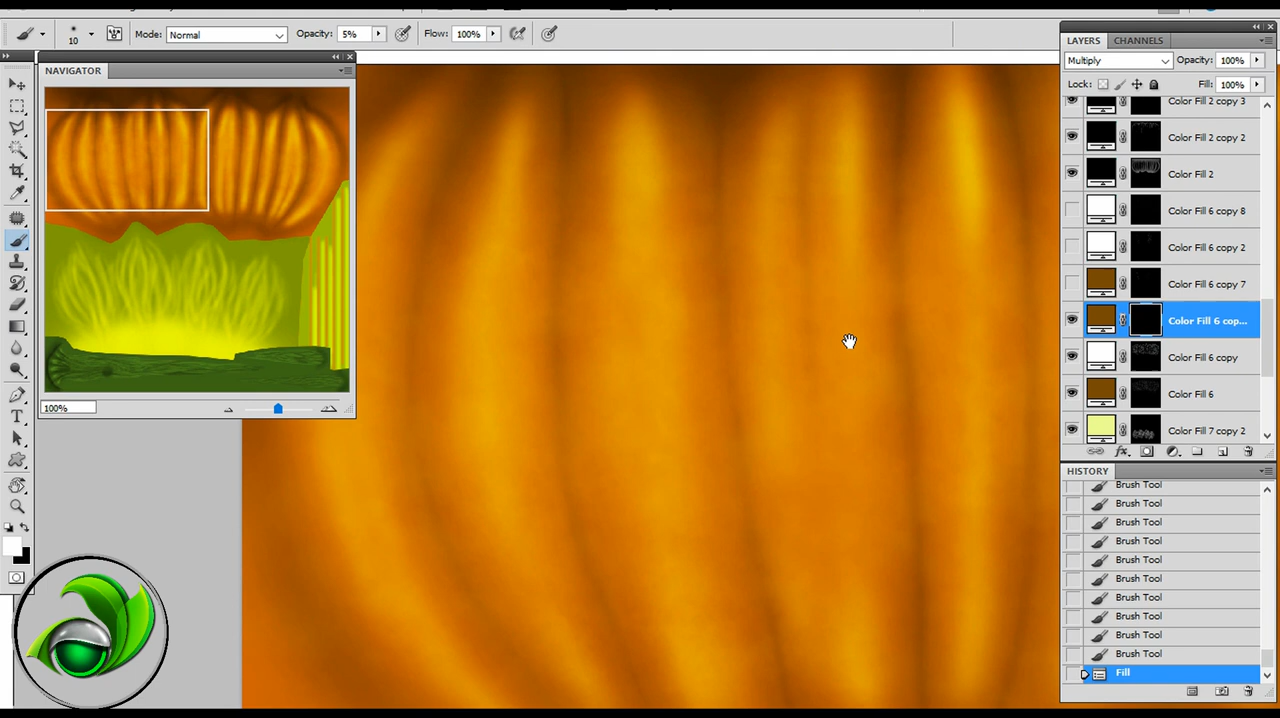 10
Mode: Normal
Opacity: 5%
Flow: 100%
NAVIGATOR
100%
LAYERS
CHANNELS
Multiply
Opacity: 100%
Lock:
Fill: 100%
Color Fill 2 copy 3
Color Fill 2 copy 2
Color Fill 2
Color Fill 6 copy 8
Color Fill 6 copy 2
Color Fill 6 copy 7
Color Fill 6 cop...
Color Fill 6 copy
Color Fill 6
Color Fill 7 copy 2
HISTORY
Brush Tool
Brush Tool
Brush Tool
Brush Tool
Brush Tool
Brush Tool
Brush Tool
Brush Tool
Brush Tool
Brush Tool
Fill